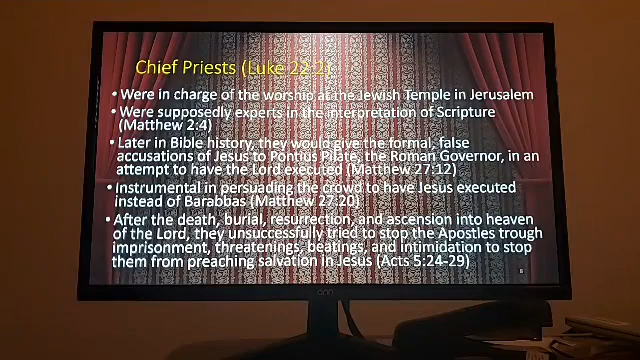 Chief Priests (Luke 22:2)
• Were in charge of the worship at the Jewish Temple in Jerusalem
• Were supposedly experts in the interpretation of Scripture
(Matthew 2:4)
• Later in Bible history, they would give the formal, false
accusations of Jesus to Pontius Pilate, the Roman Governor, in an
attempt to have the Lord executed (Matthew 27:12)
• Instrumental in persuading the crowd to have Jesus executed
instead of Barabbas (Matthew 27:20)
• After the death, burial, resurrection, and ascension into heaven
of the Lord, they unsuccessfully tried to stop the Apostles trough
imprisonment, threatenings, beatings, and intimidation to stop
them from preaching salvation in Jesus (Acts 5:24-29)
8
onn